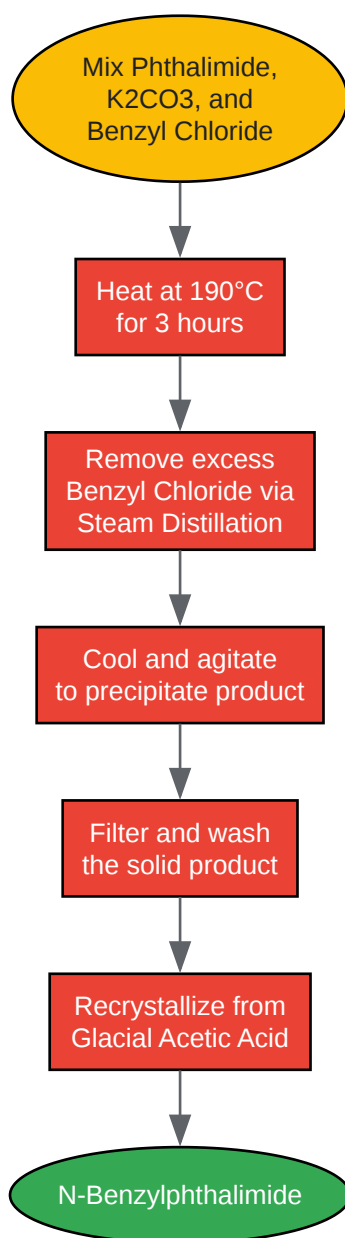 Mix Phthalimide,
K2CO3, and
Benzyl Chloride
Heat at 190°C
for 3 hours
Remove excess
Benzyl Chloride via
Steam Distillation
Cool and agitate
to precipitate product
Filter and wash
the solid product
Recrystallize from
Glacial Acetic Acid
N-Benzylphthalimide